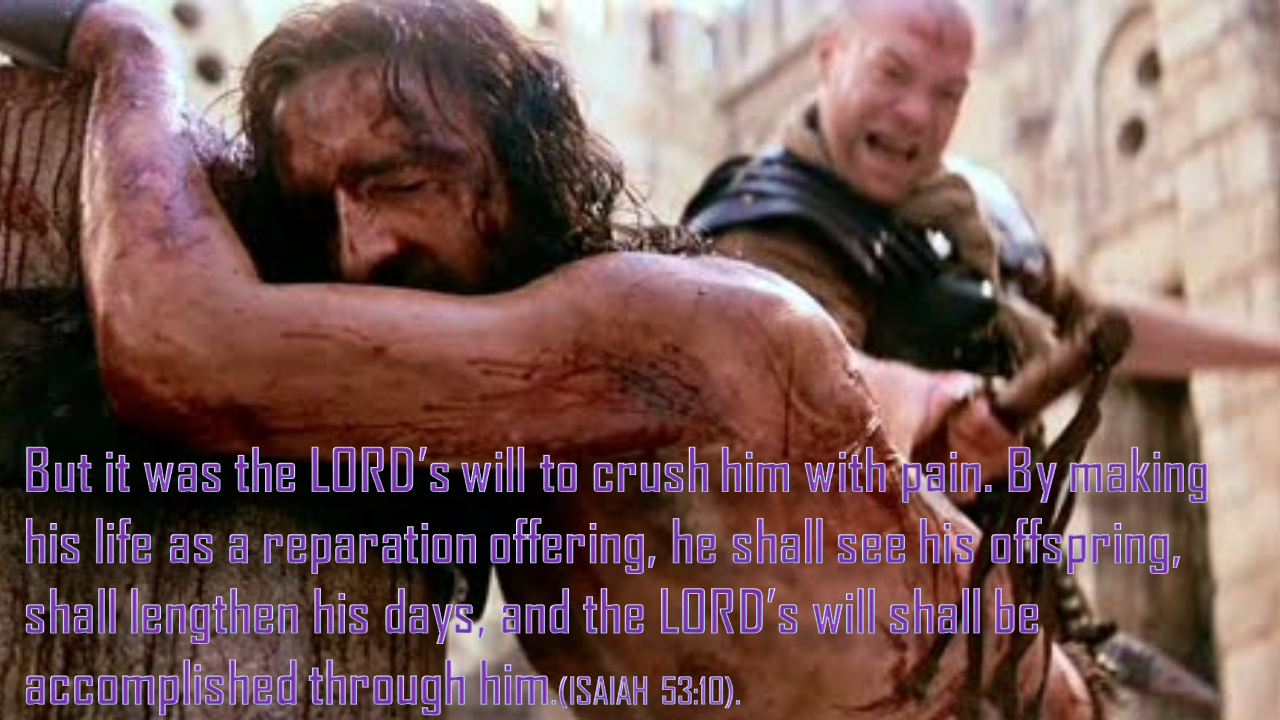 But it was the LORD's will to crush him with pain. By making
his life as a reparation offering, he shall see his offspring,
shall lengthen his days, and the LORD's will shall be
accomplished through him.(ISAIAH 53:10).